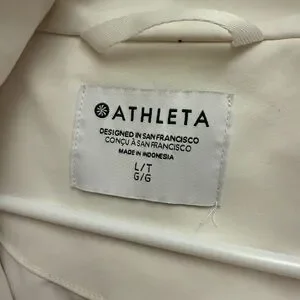 ATHLETA
DESIGNED IN SAN FRANCISCO
CONÇU À SAN FRANCISCO
MADE IN INDONESIA
L/T
G/G